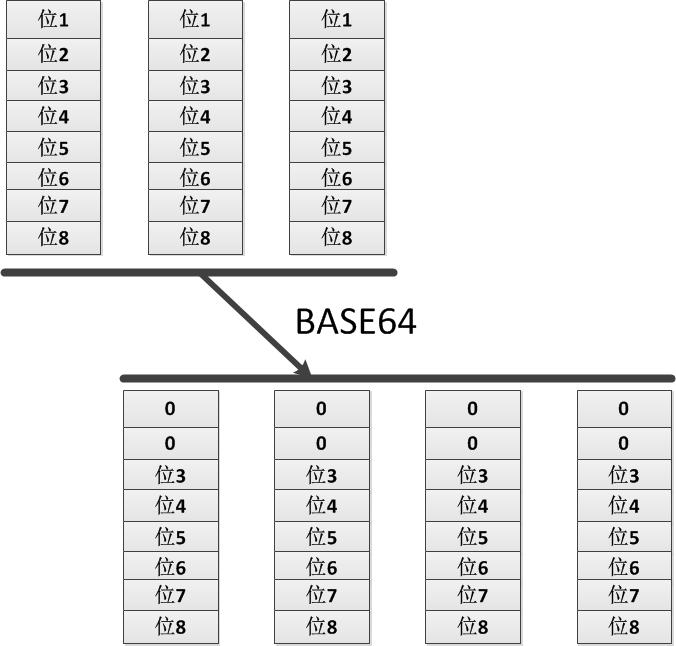 位1 位1 位1
位2 位2 位2
位3 位3 位3
位4 位4 位4
位5 位5 位5
位6 位6 位6
位7 位7 位7
位8 位8 位8
BASE64
0 0 0 0
0 0 0 0
位3 位3 位3 位3
位4 位4 位4 位4
位5 位5 位5 位5
位6 位6 位6 位6
位7 位7 位7 位7
位8 位8 位8 位8